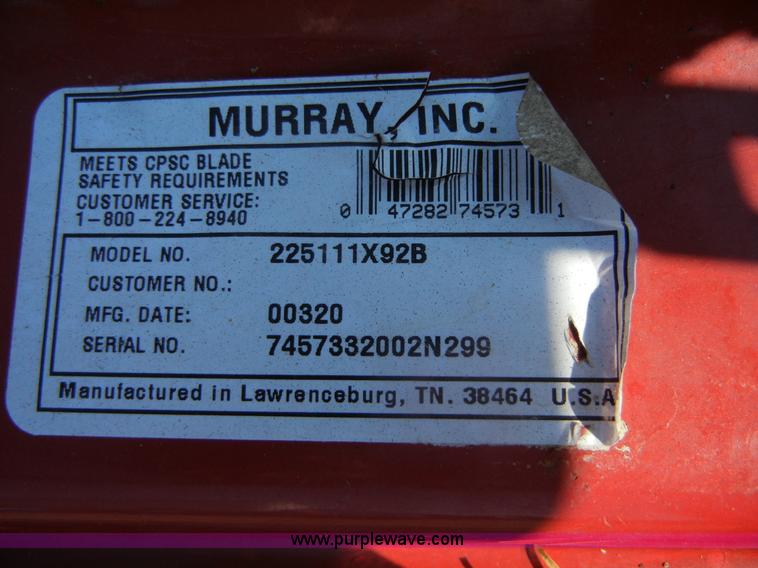 MURRAY, INC.
MEETS CPSC BLADE
SAFETY REQUIREMENTS
CUSTOMER SERVICE:
1-800-224-8940
0 47282 74573 1
MODEL NO. 225111X92B
CUSTOMER NO.:
MFG. DATE: 00320
SERIAL NO. 7457332002N299
Manufactured in Lawrenceburg, TN. 38464 U.S.A
www.purplewave.com